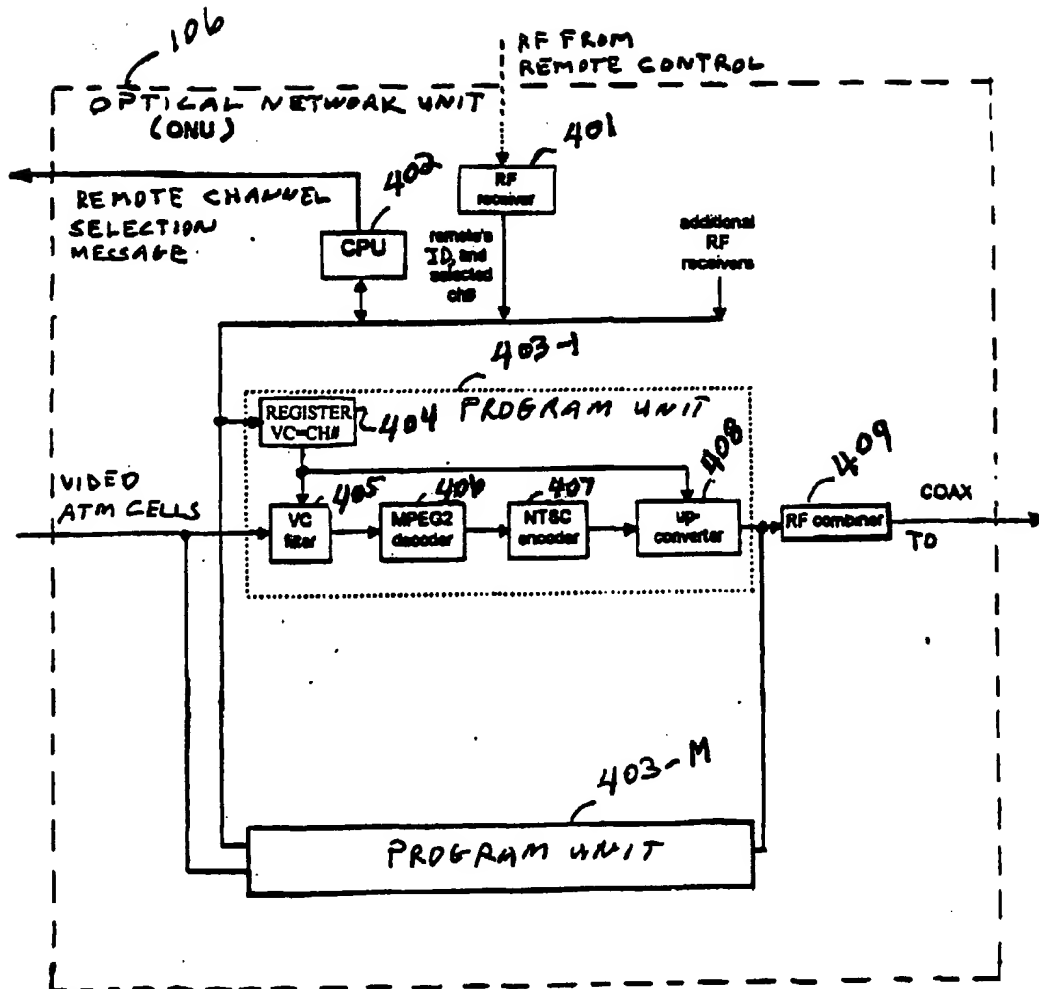 106
RF FROM
REMOTE CONTROL
OPTICAL NETWORK UNIT
(ONU)
401
402
RF
receiver
REMOTE CHANNEL
SELECTION
MESSAGE
CPU
remote's
ID, and
selected
ch#
additional
RF
receivers
403-1
REGISTER
VC=CH#
404
PROGRAM UNIT
408
409
VIDEO
ATM CELLS
405
406
407
VC
filter
MPEG2
decoder
NTSC
encoder
up-
converter
RF combiner
COAX
TO
403-M
PROGRAM UNIT